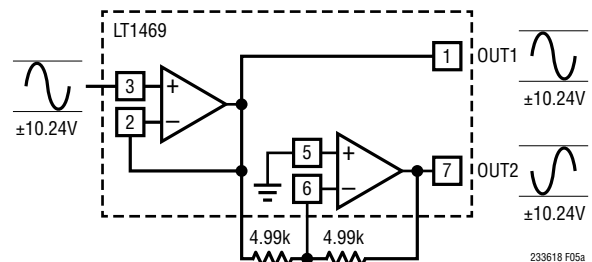 LT1469
3
+
2
−
±10.24V
1
OUT1
±10.24V
5
+
6
−
7
OUT2
±10.24V
4.99k
4.99k
233618 F05a